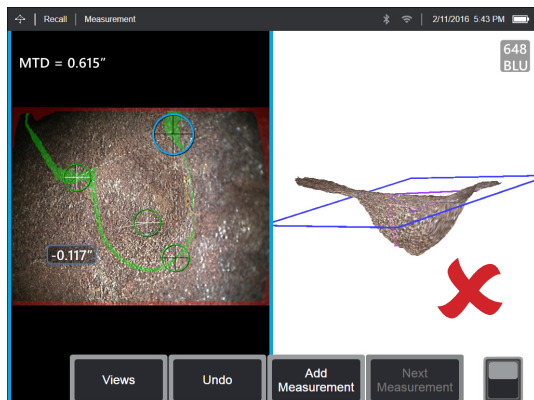 Recall | Measurement
2/11/2016 5:43 PM
MTD = 0.615"
648
BLU
-0.117"
Views
Undo
Add
Measurement
Next
Measurement